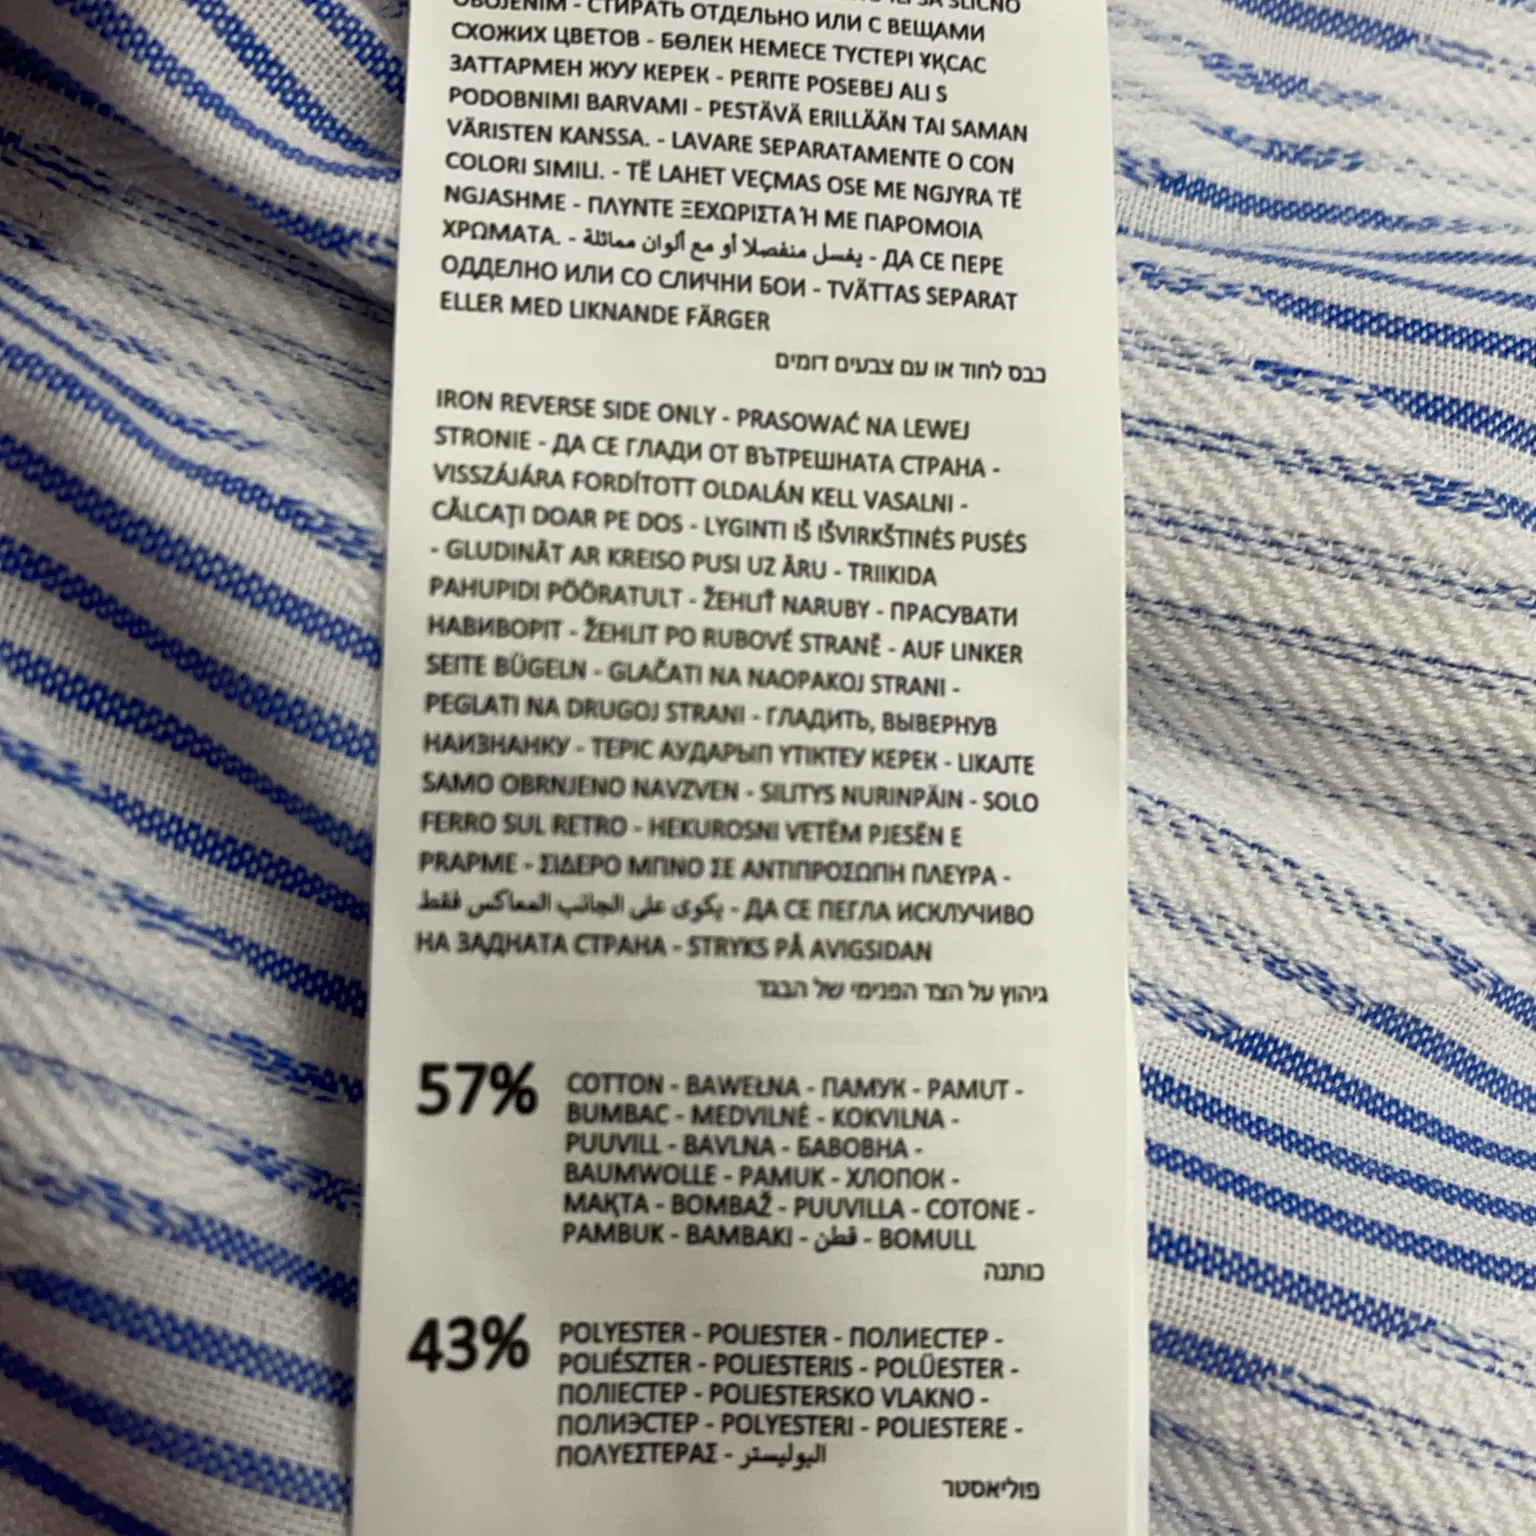 OBOJENIM - СТИРАТЬ ОТДЕЛЬНО ИЛИ С ВЕЩАМИ
СХОЖИХ ЦВЕТОВ - БӨЛЕК НЕМЕСЕ ТҮСТЕРІ ҰҚСАС
ЗАТТАРМЕН ЖУУ КЕРЕК - PERITE POSEBEJ ALI S
PODOBNIMI BARVAMI - PESTÄVÄ ERILLÄÄN TAI SAMAN
VÄRISTEN KANSSA. - LAVARE SEPARATAMENTE O CON
COLORI SIMILI. - TË LAHET VEÇMAS OSE ME NGJYRA TË
NGJASHME - ΠΛΥΝΤΕ ΞΕΧΩΡΙΣΤΑ Ή ΜΕ ΠΑΡΟΜΟΙΑ
ΧΡΩΜΑΤΑ. - يغسل منفصلا أو مع ألوان مماثلة - ДА СЕ ПЕРЕ
ОДДЕЛНО ИЛИ СО СЛИЧНИ БОИ - TVÄTTAS SEPARAT
ELLER MED LIKNANDE FÄRGER
כבס לחוד או עם צבעים דומים
IRON REVERSE SIDE ONLY - PRASOWAĆ NA LEWEJ
STRONIE - ДА СЕ ГЛАДИ ОТ ВЪТРЕШНАТА СТРАНА -
VISSZÁJÁRA FORDÍTOTT OLDALÁN KELL VASALNI -
CĂLCAȚI DOAR PE DOS - LYGINTI IŠ IŠVIRKŠTINĖS PUSĖS
- GLUDINĀT AR KREISO PUSI UZ ĀRU - TRIIKIDA
PAHUPIDI PÖÖRATULT - ŽEHLIŤ NARUBY - ПРАСУВАТИ
НАВИВОРІТ - ŽEHLIT PO RUBOVÉ STRANĚ - AUF LINKER
SEITE BÜGELN - GLAČATI NA NAOPAKOJ STRANI -
PEGLATI NA DRUGOJ STRANI - ГЛАДИТЬ, ВЫВЕРНУВ
НАИЗНАНКУ - ТЕРІС АУДАРЫП ҮТІКТЕУ КЕРЕК - LIKAJTE
SAMO OBRNJENO NAVZVEN - SILITYS NURINPÄIN - SOLO
FERRO SUL RETRO - HEKUROSNI VETËM PJESËN E
PRAPME - ΣΙΔΕΡΟ ΜΠΝΟ ΣΕ ΑΝΤΙΠΡΟΣΩΠΗ ΠΛΕΥΡΑ -
يكوى على الجانب المعاكس فقط - ДА СЕ ПЕГЛА ИСКЛУЧИВО
НА ЗАДНАТА СТРАНА - STRYKS PÅ AVIGSIDAN
גיהוץ על הצד הפנימי של הבגד
57% COTTON - BAWEŁNA - ПАМУК - PAMUT -
BUMBAC - MEDVILNĖ - KOKVILNA -
PUUVILL - BAVLNA - БАВОВНА -
BAUMWOLLE - PAMUK - ХЛОПОК -
МАҚТА - BOMBAŽ - PUUVILLA - COTONE -
PAMBUK - BAMBAKI - قطن - BOMULL
כותנה
43% POLYESTER - POLIESTER - ПОЛИЕСТЕР -
POLIÉSZTER - POLIESTERIS - POLÜESTER -
ПОЛІЕСТЕР - POLIESTERSKO VLAKNO -
ПОЛИЭСТЕР - POLYESTERI - POLIESTERE -
ΠΟΛΥΕΣΤΕΡΑΣ - البوليستر
פוליאסטר